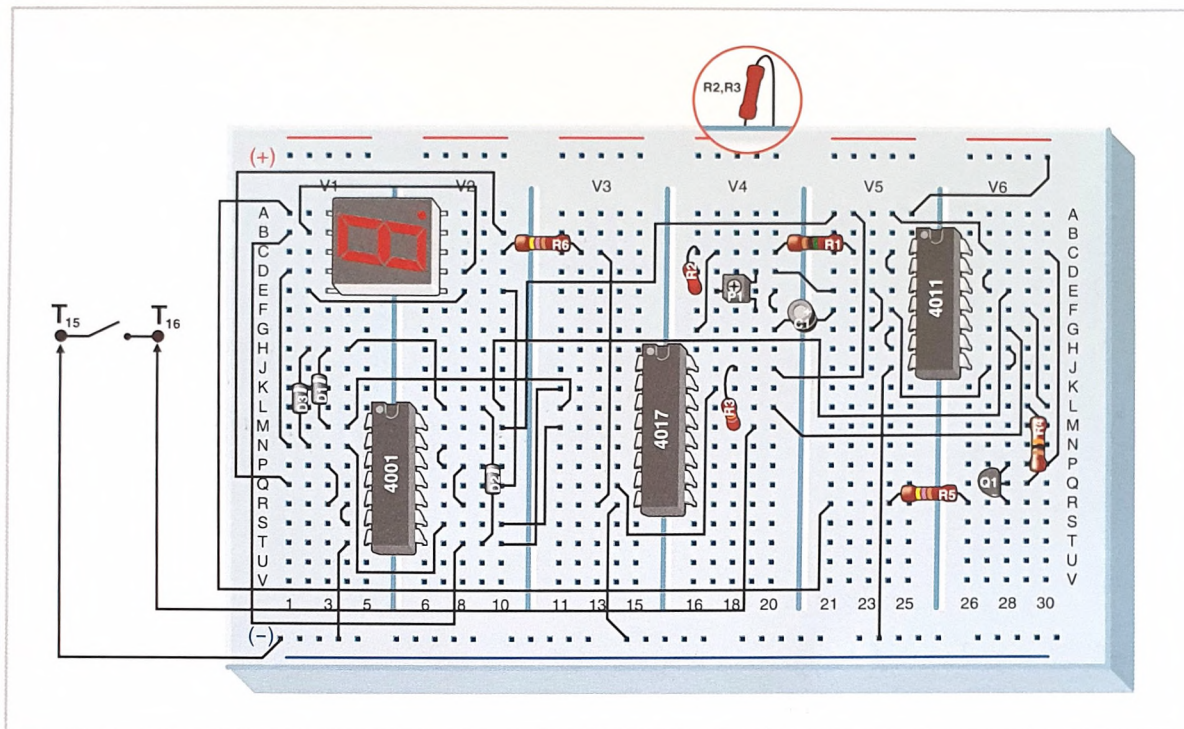 R2,R3
(+)
V1 V2 V3 V4 V5 V6
A A
B B
C C
D D
E E
F F
G G
H H
J J
K K
L L
M M
N N
P P
Q Q
R R
S S
T T
U U
V V
R6
R1
R2
P1
C1
4011
T15
T16
D3
D1
4001
D2
4017
R3
R4
R5
Q1
1 3 5 6 8 10 11 13 15 16 18 20 21 23 25 26 28 30
(-)